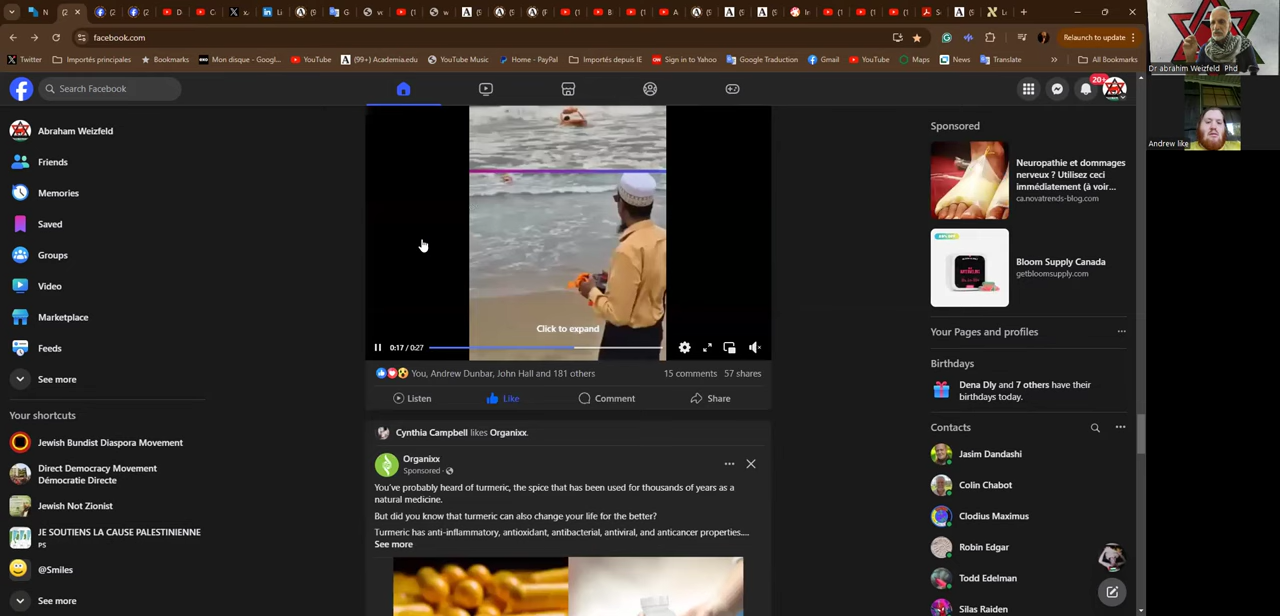 facebook.com
Relaunch to update
Twitter
Importés principales
YouTube
(99+) Academia.edu
Bookmarks
Mon disque - Googl...
YouTube Music
Home - PayPal
Importés depuis IE
Sign in to Yahoo
Google Traduction
Gmail
YouTube
Maps
News
Translate
All Bookmarks
Dr abrahim Weizfeld Phd
Andrew like
Search Facebook
20+
Abraham Weizfeld
Friends
Memories
Saved
Groups
Video
Marketplace
Feeds
See more
Your shortcuts
Jewish Bundist Diaspora Movement
Direct Democracy Movement
Démocratie Directe
Jewish Not Zionist
JE SOUTIENS LA CAUSE PALESTINIENNE
PS
@Smiles
See more
Click to expand
0:17 / 0:27
You, Andrew Dunbar, John Hall and 181 others
15 comments 57 shares
Listen
Like
Comment
Share
Cynthia Campbell likes Organixx.
Organixx
Sponsored ·
You've probably heard of turmeric, the spice that has been used for thousands of years as a
natural medicine.
But did you know that turmeric can also change your life for the better?
Turmeric has anti-inflammatory, antioxidant, antibacterial, antiviral, and anticancer properties....
See more
Sponsored
Neuropathie et dommages
nerveux ? Utilisez ceci
immédiatement (à voir...
ca.novatrends-blog.com
Bloom Supply Canada
getbloomsupply.com
Your Pages and profiles
Birthdays
Dena Dly and 7 others have their
birthdays today.
Contacts
Jasim Dandashi
Colin Chabot
Clodius Maximus
Robin Edgar
Todd Edelman
Silas Raiden